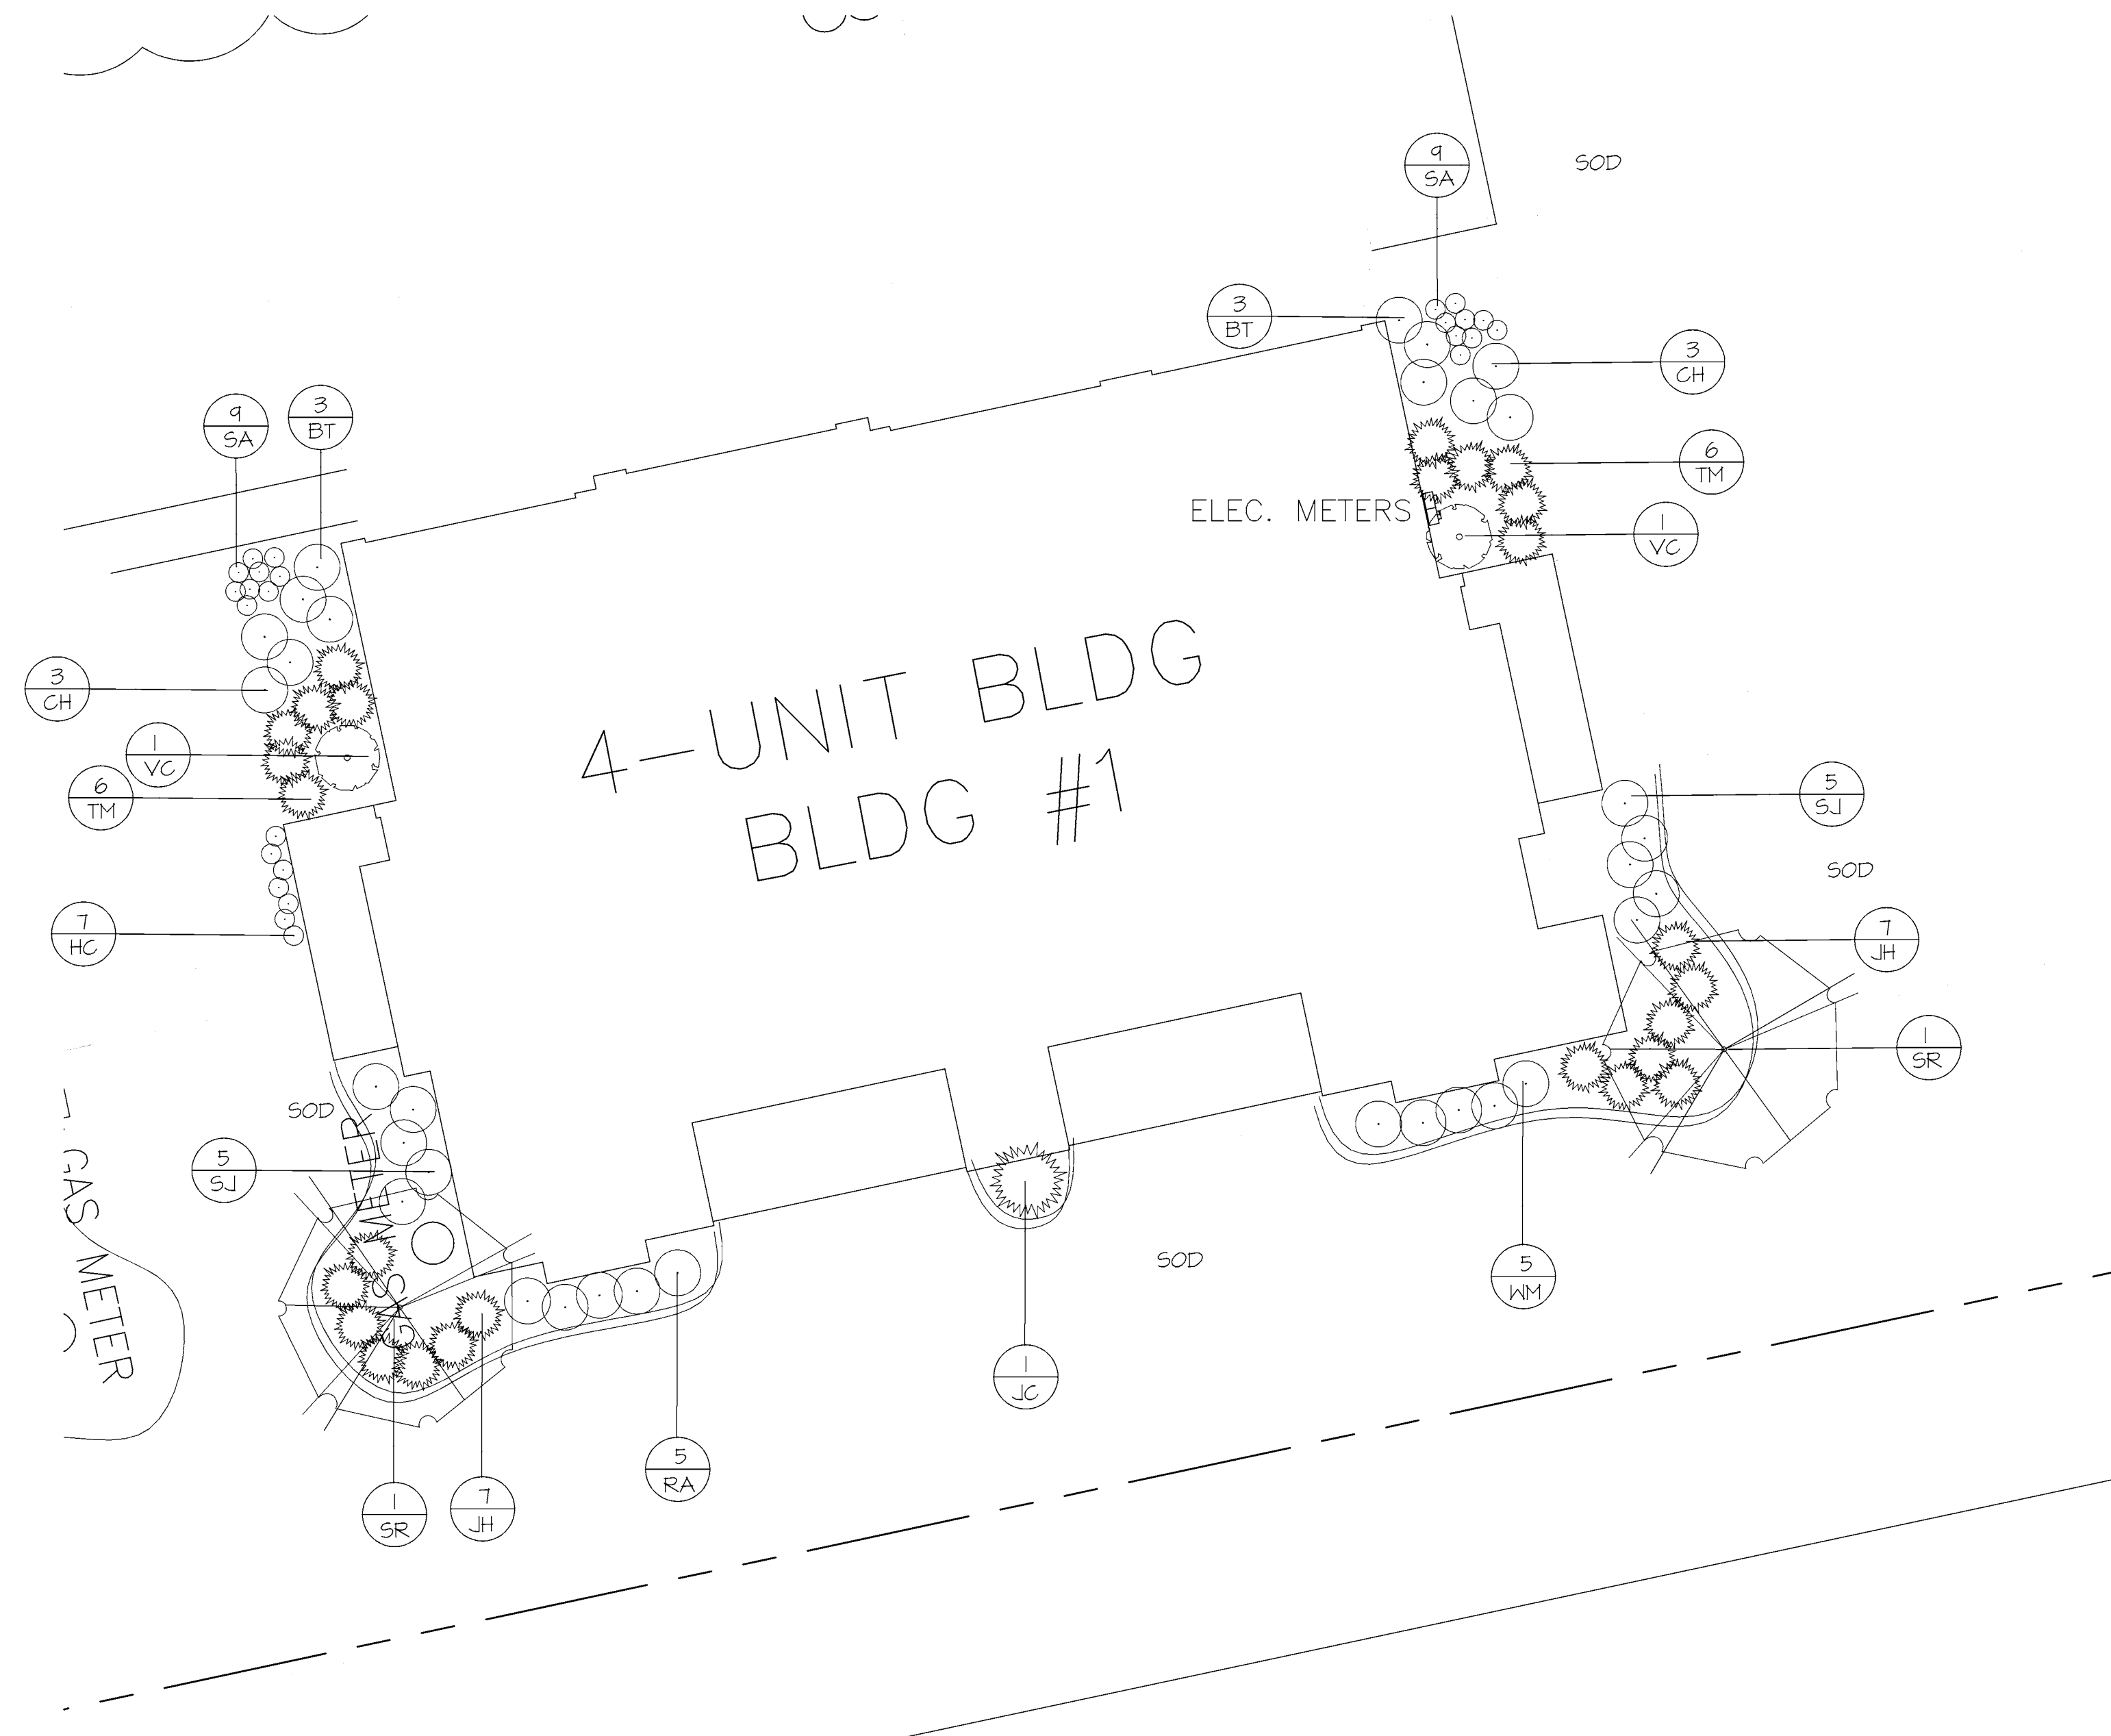 9
SA
SOD
3
BT
3
CH
9
SA
3
BT
6
TM
ELEC. METERS
1
VC
4-UNIT BLDG
BLDG #1
3
CH
1
VC
6
TM
5
SJ
SOD
7
HC
7
JH
1
SR
SOD
GAS METER
5
SJ
GAS METER
SOD
5
WM
1
JC
5
RA
1
SR
7
JH